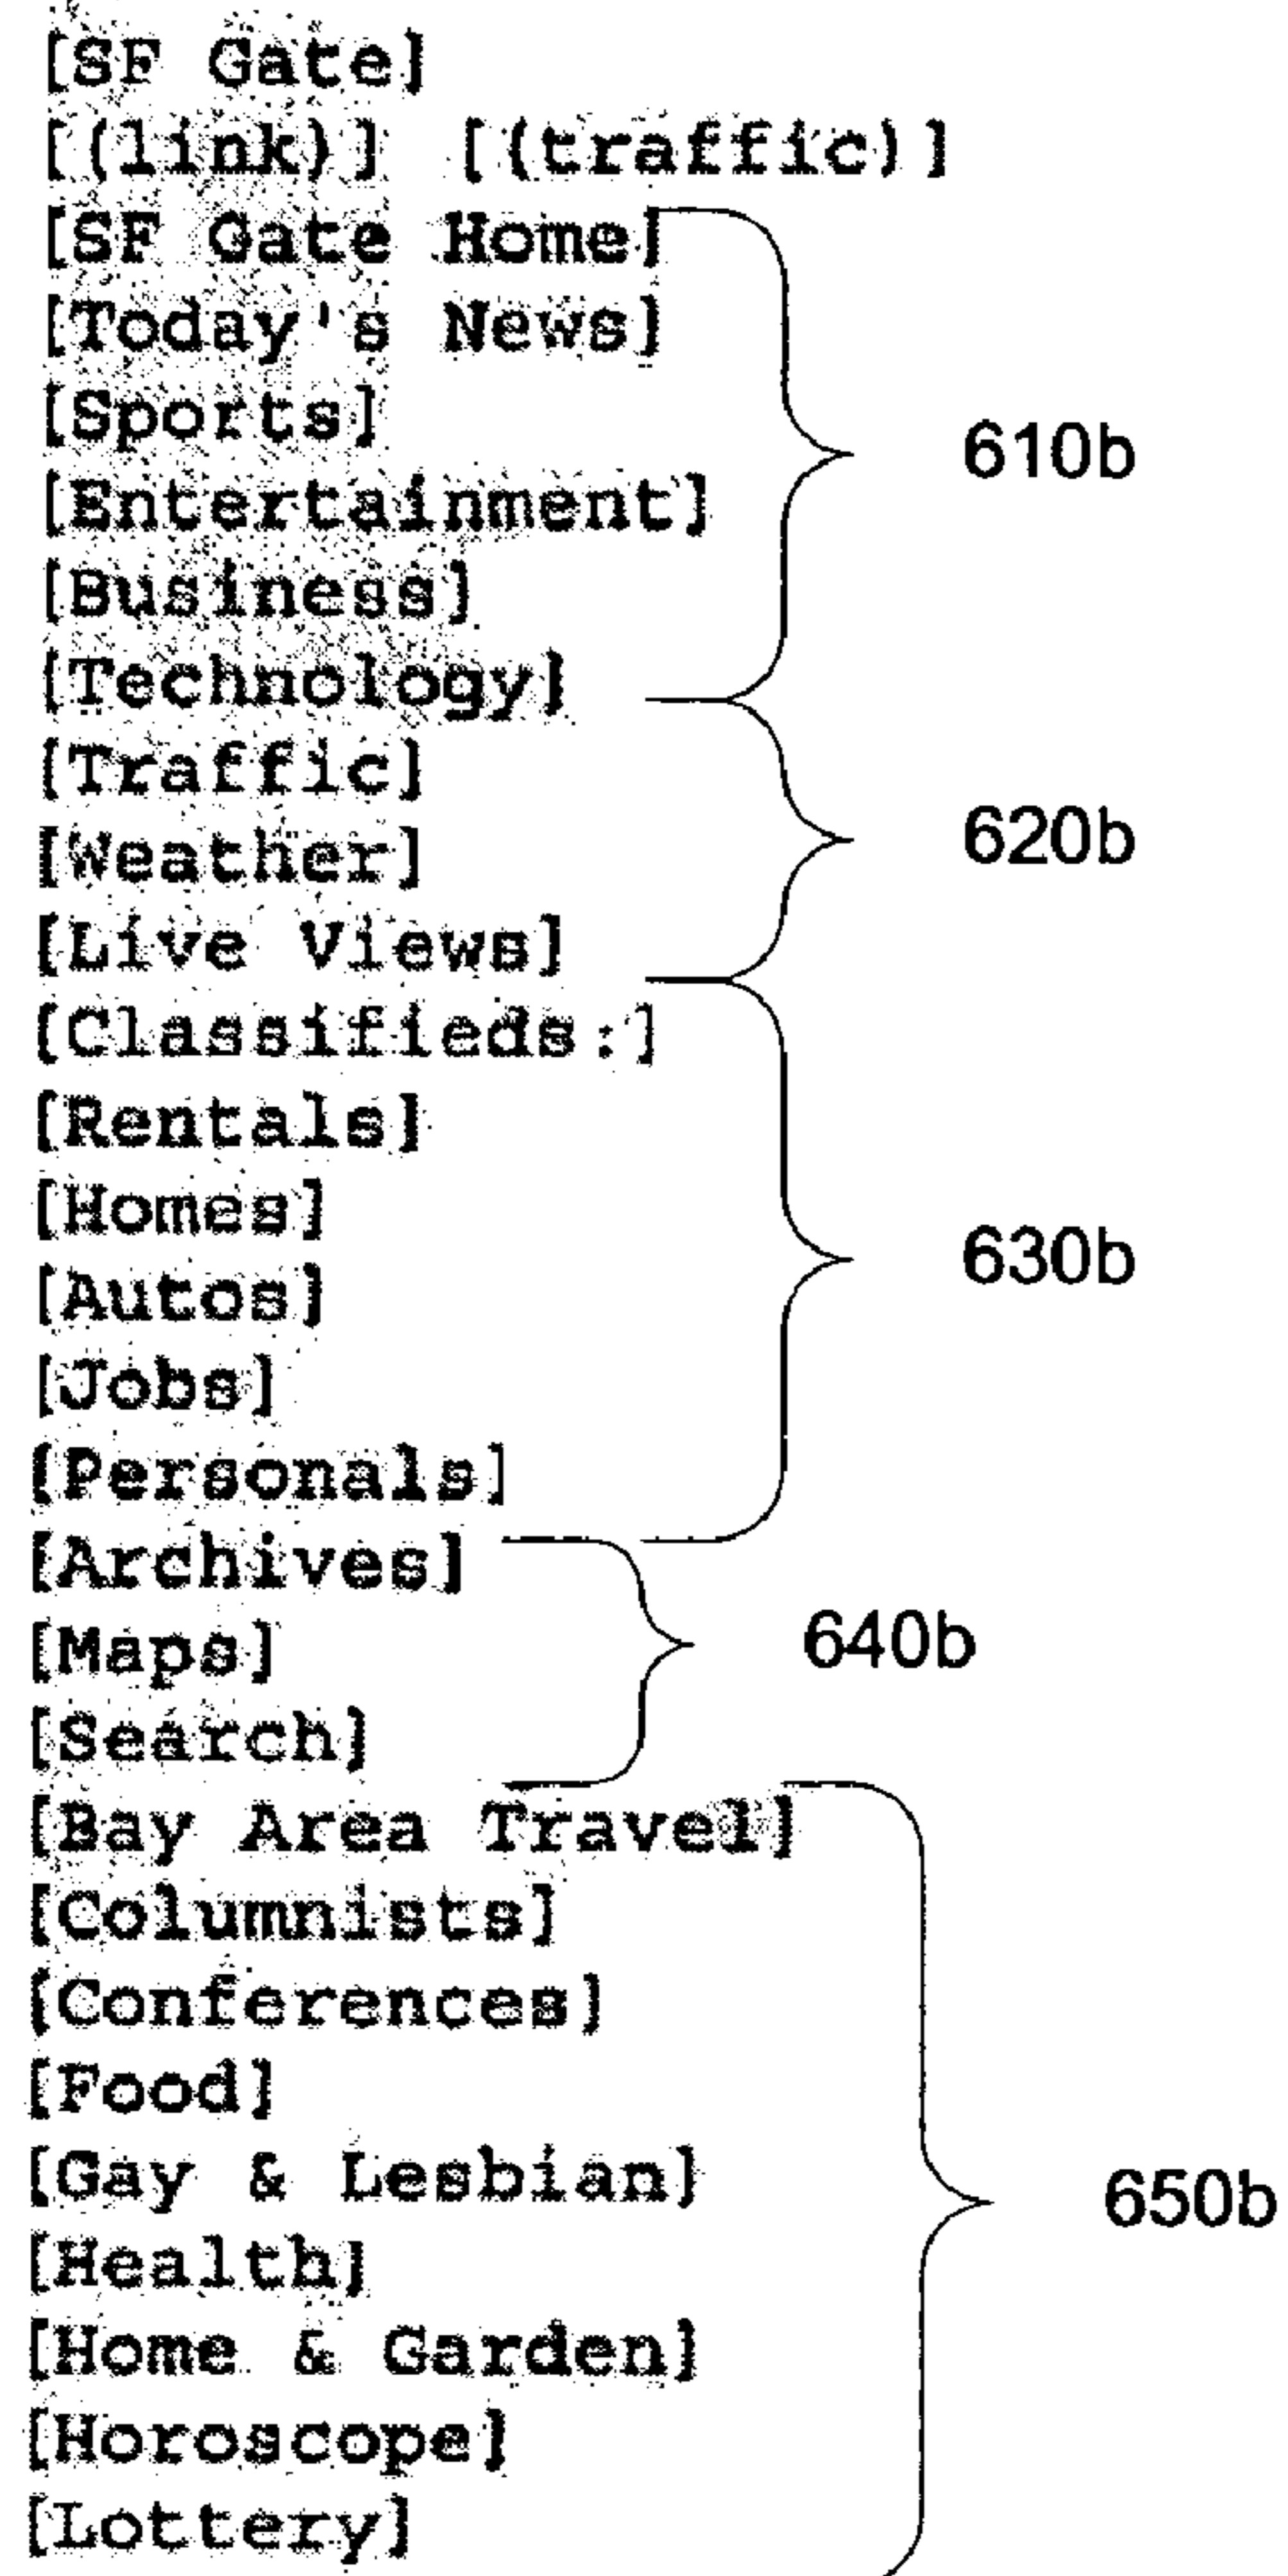 [SF Gate]
[(link)] [(traffic)]
[SF Gate Home]
[Today's News]
[Sports]
[Entertainment]
610b
[Business]
[Technology]
[Traffic]
[Weather]
620b
[Live Views]
[Classifieds:]
[Rentals]
[Homes]
630b
[Autos]
[Jobs]
[Personals]
[Archives]
[Maps]
640b
[Search]
[Bay Area Travel]
[Columnists]
[Conferences]
[Food]
[Gay & Lesbian]
650b
[Health]
[Home & Garden]
[Horoscope]
[Lottery]